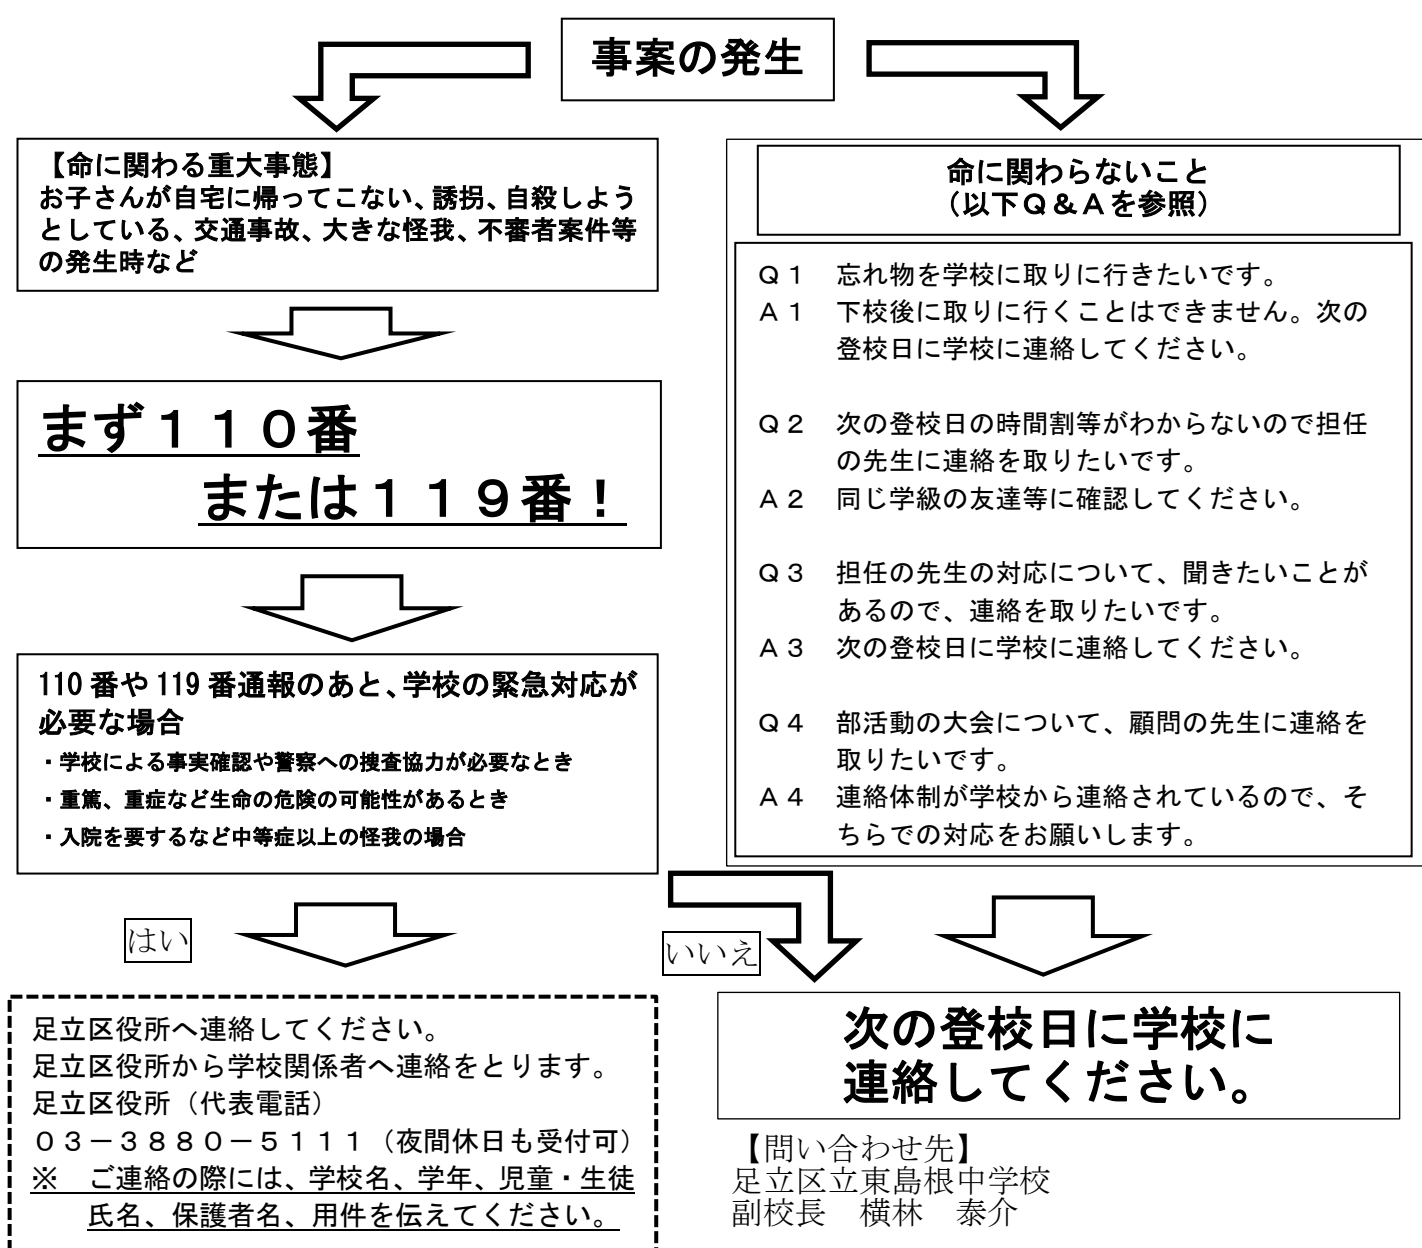 事案の発生
【命に関わる重大事態】
お子さんが自宅に帰ってこない、誘拐、自殺しよう
としている、交通事故、大きな怪我、不審者案件等
の発生時など
まず１１０番
または１１９番！
110番や119番通報のあと、学校の緊急対応が
必要な場合
・学校による事実確認や警察への捜査協力が必要なとき
・重篤、重症など生命の危険の可能性があるとき
・入院を要するなど中等症以上の怪我の場合
はい
いいえ
足立区役所へ連絡してください。
足立区役所から学校関係者へ連絡をとります。
足立区役所（代表電話）
０３－３８８０－５１１１（夜間休日も受付可）
※　ご連絡の際には、学校名、学年、児童・生徒
氏名、保護者名、用件を伝えてください。
命に関わらないこと
（以下Ｑ＆Ａを参照）
Ｑ１　忘れ物を学校に取りに行きたいです。
Ａ１　下校後に取りに行くことはできません。次の
登校日に学校に連絡してください。
Ｑ２　次の登校日の時間割等がわからないので担任
の先生に連絡を取りたいです。
Ａ２　同じ学級の友達等に確認してください。
Ｑ３　担任の先生の対応について、聞きたいことが
あるので、連絡を取りたいです。
Ａ３　次の登校日に学校に連絡してください。
Ｑ４　部活動の大会について、顧問の先生に連絡を
取りたいです。
Ａ４　連絡体制が学校から連絡されているので、そ
ちらでの対応をお願いします。
次の登校日に学校に
連絡してください。
【問い合わせ先】
足立区立東島根中学校
副校長　横林　泰介